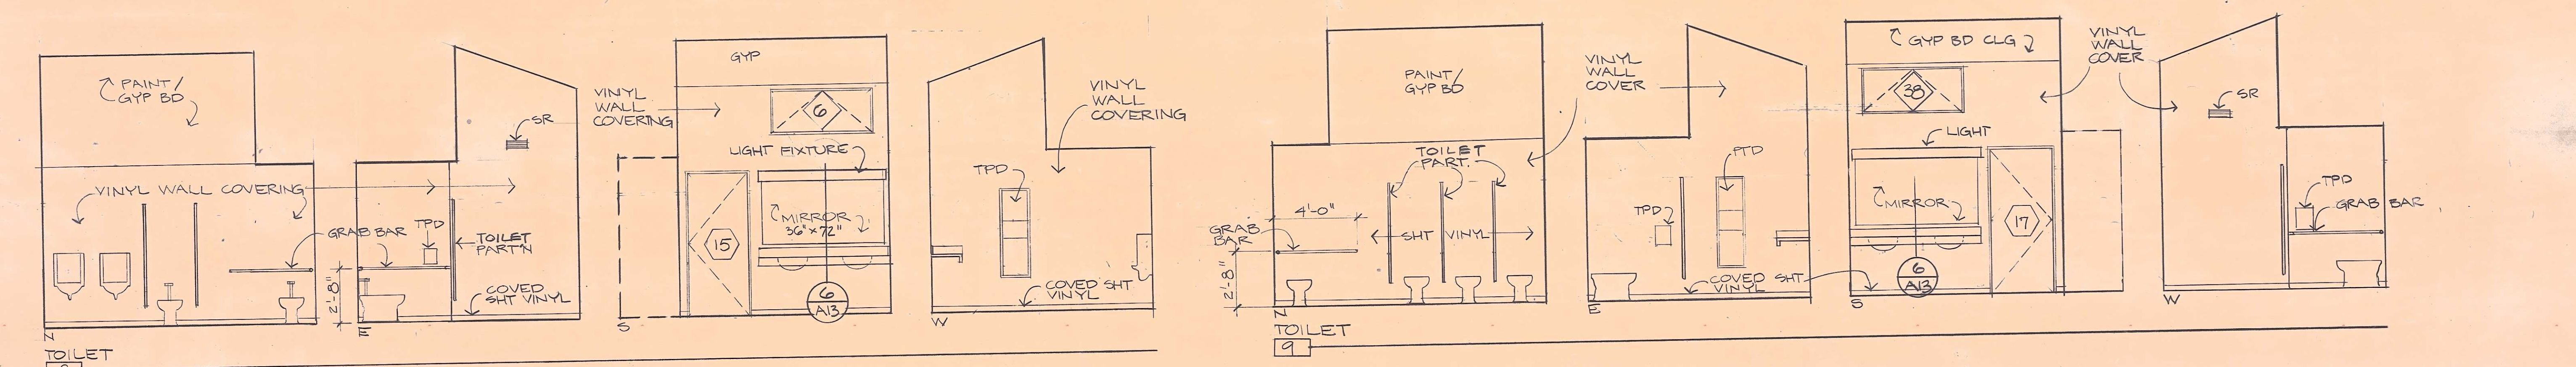 PAINT/
GYP BD
VINYL WALL COVERING
GRAB BAR
2'-8"
N
TOILET
SR
TPD
TOILET
PART'N
COVED
SHT VINYL
E
VINYL
WALL
COVERING
GYP
6
LIGHT FIXTURE
MIRROR
36"x72"
15
6
A13
S
VINYL
WALL
COVERING
TPD
COVED SHT
VINYL
W
PAINT/
GYP BD
TOILET
PART.
4'-0"
GRAB
BAR
SHT VINYL
2'-8"
N
TOILET
9
VINYL
WALL
COVER
PTD
TPD
COVED SHT
VINYL
E
GYP BD CLG
38
LIGHT
MIRROR
17
6
A13
S
VINYL
WALL
COVER
SR
TPD
GRAB BAR
W